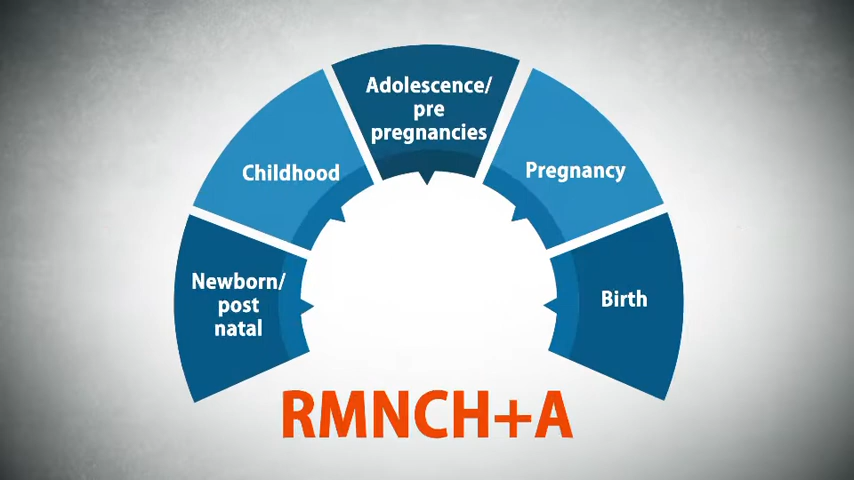 Adolescence/
pre
pregnancies
Childhood
Pregnancy
Newborn/
post
natal
Birth
RMNCH+A